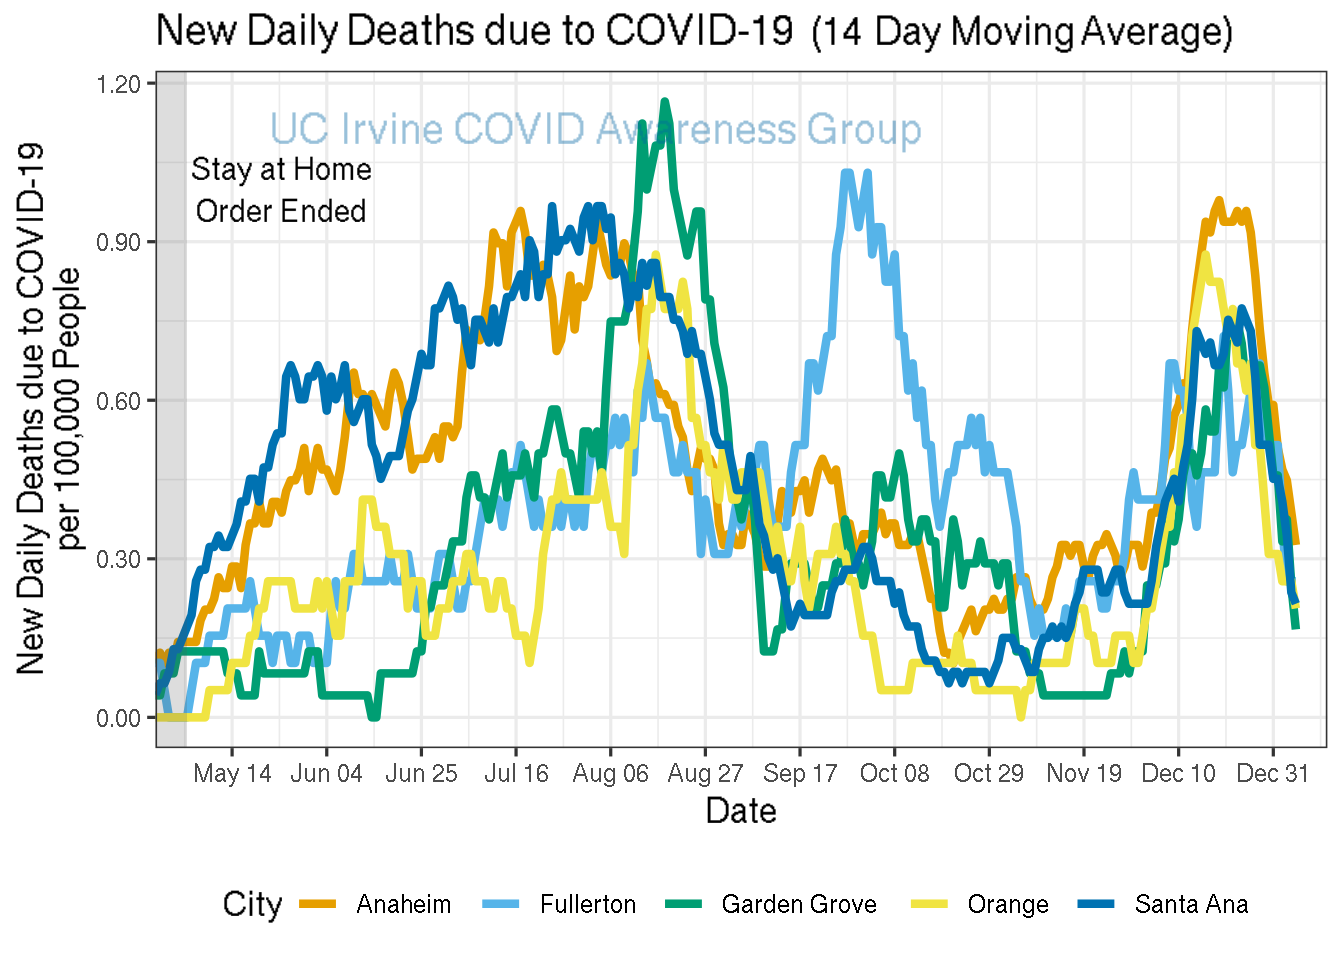 New Daily Deaths due to COVID-19 (14 Day Moving Average)
UC Irvine COVID Awareness Group
Stay at Home
Order Ended
New Daily Deaths due to COVID-19
per 100,000 People
1.20
0.90
0.60
0.30
0.00
May 14 Jun 04 Jun 25 Jul 16 Aug 06 Aug 27 Sep 17 Oct 08 Oct 29 Nov 19 Dec 10 Dec 31
Date
City Anaheim Fullerton Garden Grove Orange Santa Ana